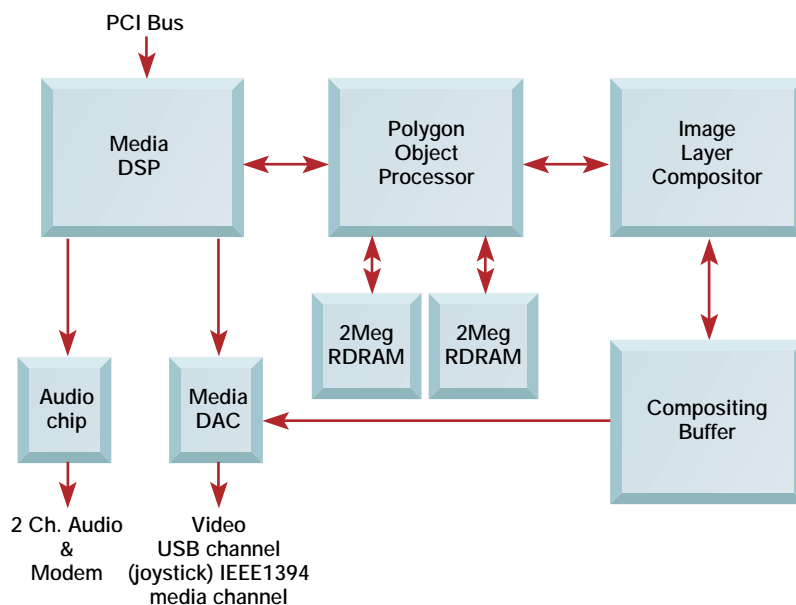 PCI Bus
Media
DSP
Polygon
Object
Processor
Image
Layer
Compositor
2Meg
RDRAM
2Meg
RDRAM
Audio
chip
Media
DAC
Compositing
Buffer
2 Ch. Audio
&
Modem
Video
USB channel
(joystick) IEEE1394
media channel